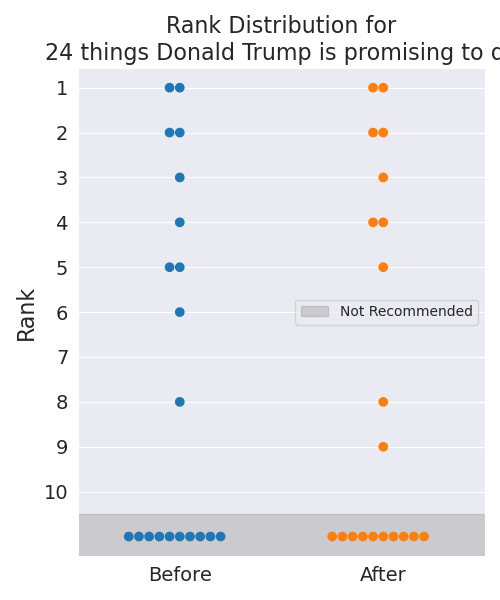 Rank Distribution for
24 things Donald Trump is promising to
1
2
3
4
5
6
7
8
9
10
Rank
Not Recommended
Before
After